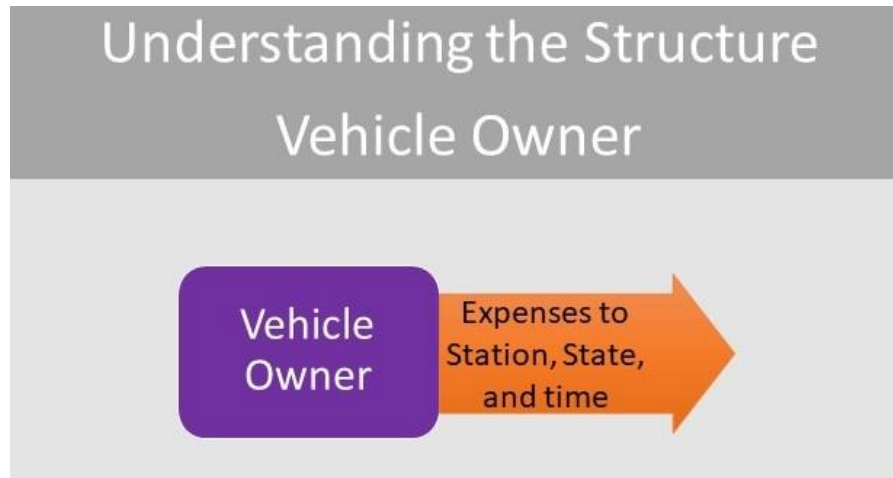 Understanding the Structure
Vehicle Owner
Vehicle
Owner
Expenses to
Station, State,
and time